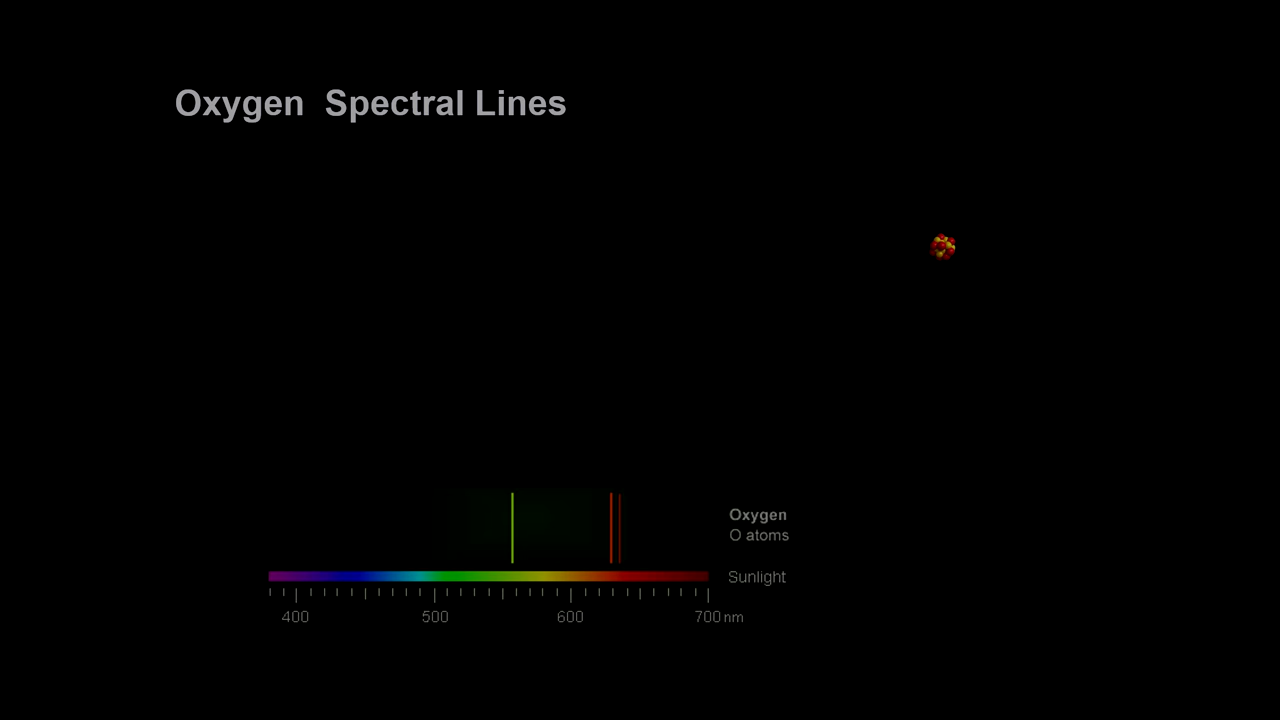 Oxygen  Spectral Lines
Oxygen
O atoms
Sunlight
400 500 600 700 nm